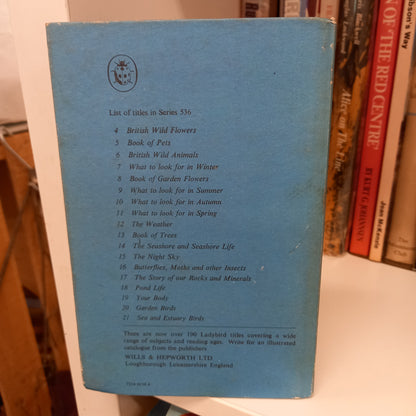 List of titles in Series 536
4 British Wild Flowers
5 Book of Pets
6 British Wild Animals
7 What to look for in Winter
8 Book of Garden Flowers
9 What to look for in Summer
10 What to look for in Autumn
11 What to look for in Spring
12 The Weather
13 Book of Trees
14 The Seashore and Seashore Life
15 The Night Sky
16 Butterflies, Moths and other Insects
17 The Story of our Rocks and Minerals
18 Pond Life
19 Your Body
20 Garden Birds
21 Sea and Estuary Birds
There are now over 190 Ladybird titles covering a wide
range of subjects and reading ages. Write for an illustrated
catalogue from the publishers
WILLS & HEPWORTH LTD
Loughborough Leicestershire England
OF THE RED CENTRE
Jean McKenzie
Gibson's Way
Club